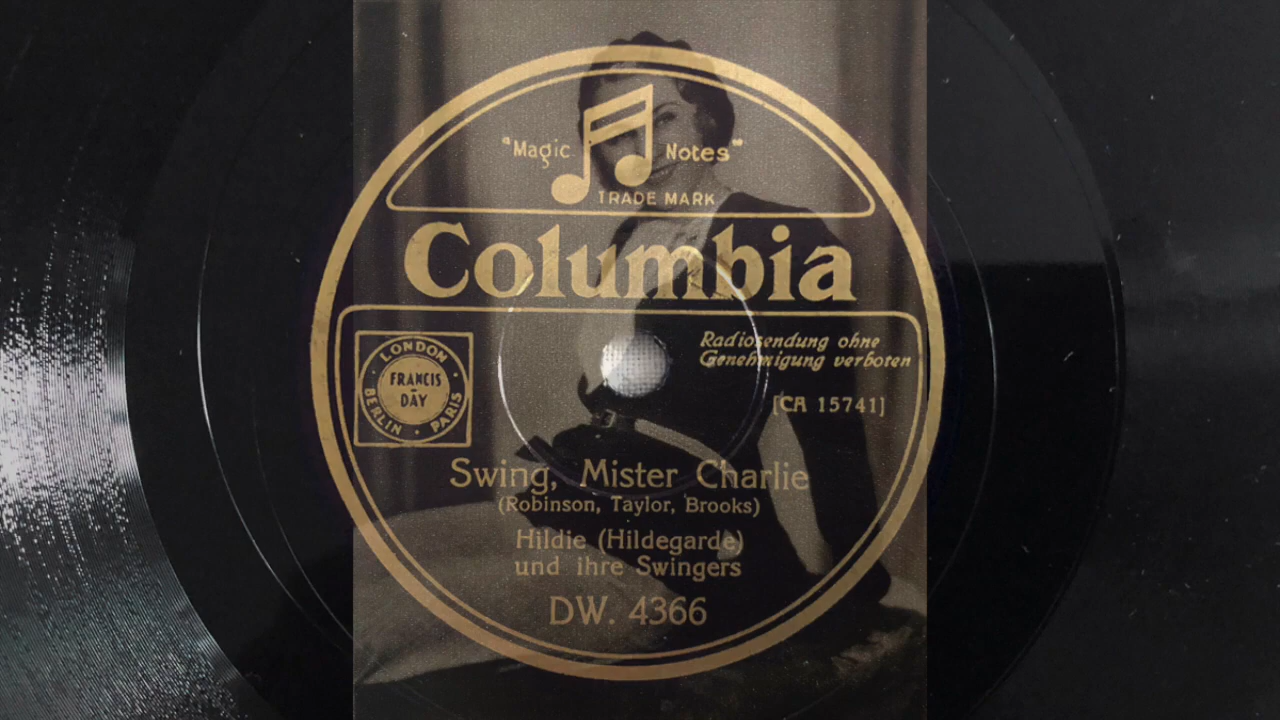 "Magic Notes"
TRADE MARK
Columbia
Radiosendung ohne
Genehmigung verboten
LONDON
FRANCIS
DAY
BERLIN · PARIS
[CA 15741]
Swing, Mister Charlie
(Robinson, Taylor, Brooks)
Hildie (Hildegarde)
und ihre Swingers
DW. 4366